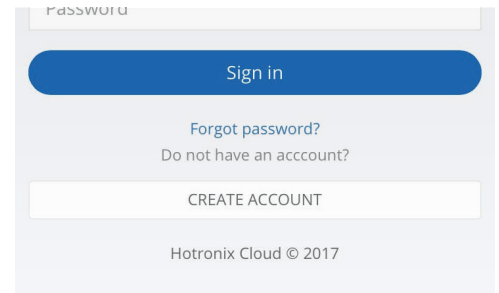 Password
Sign in
Forgot password?
Do not have an acccount?
CREATE ACCOUNT
Hotronix Cloud © 2017